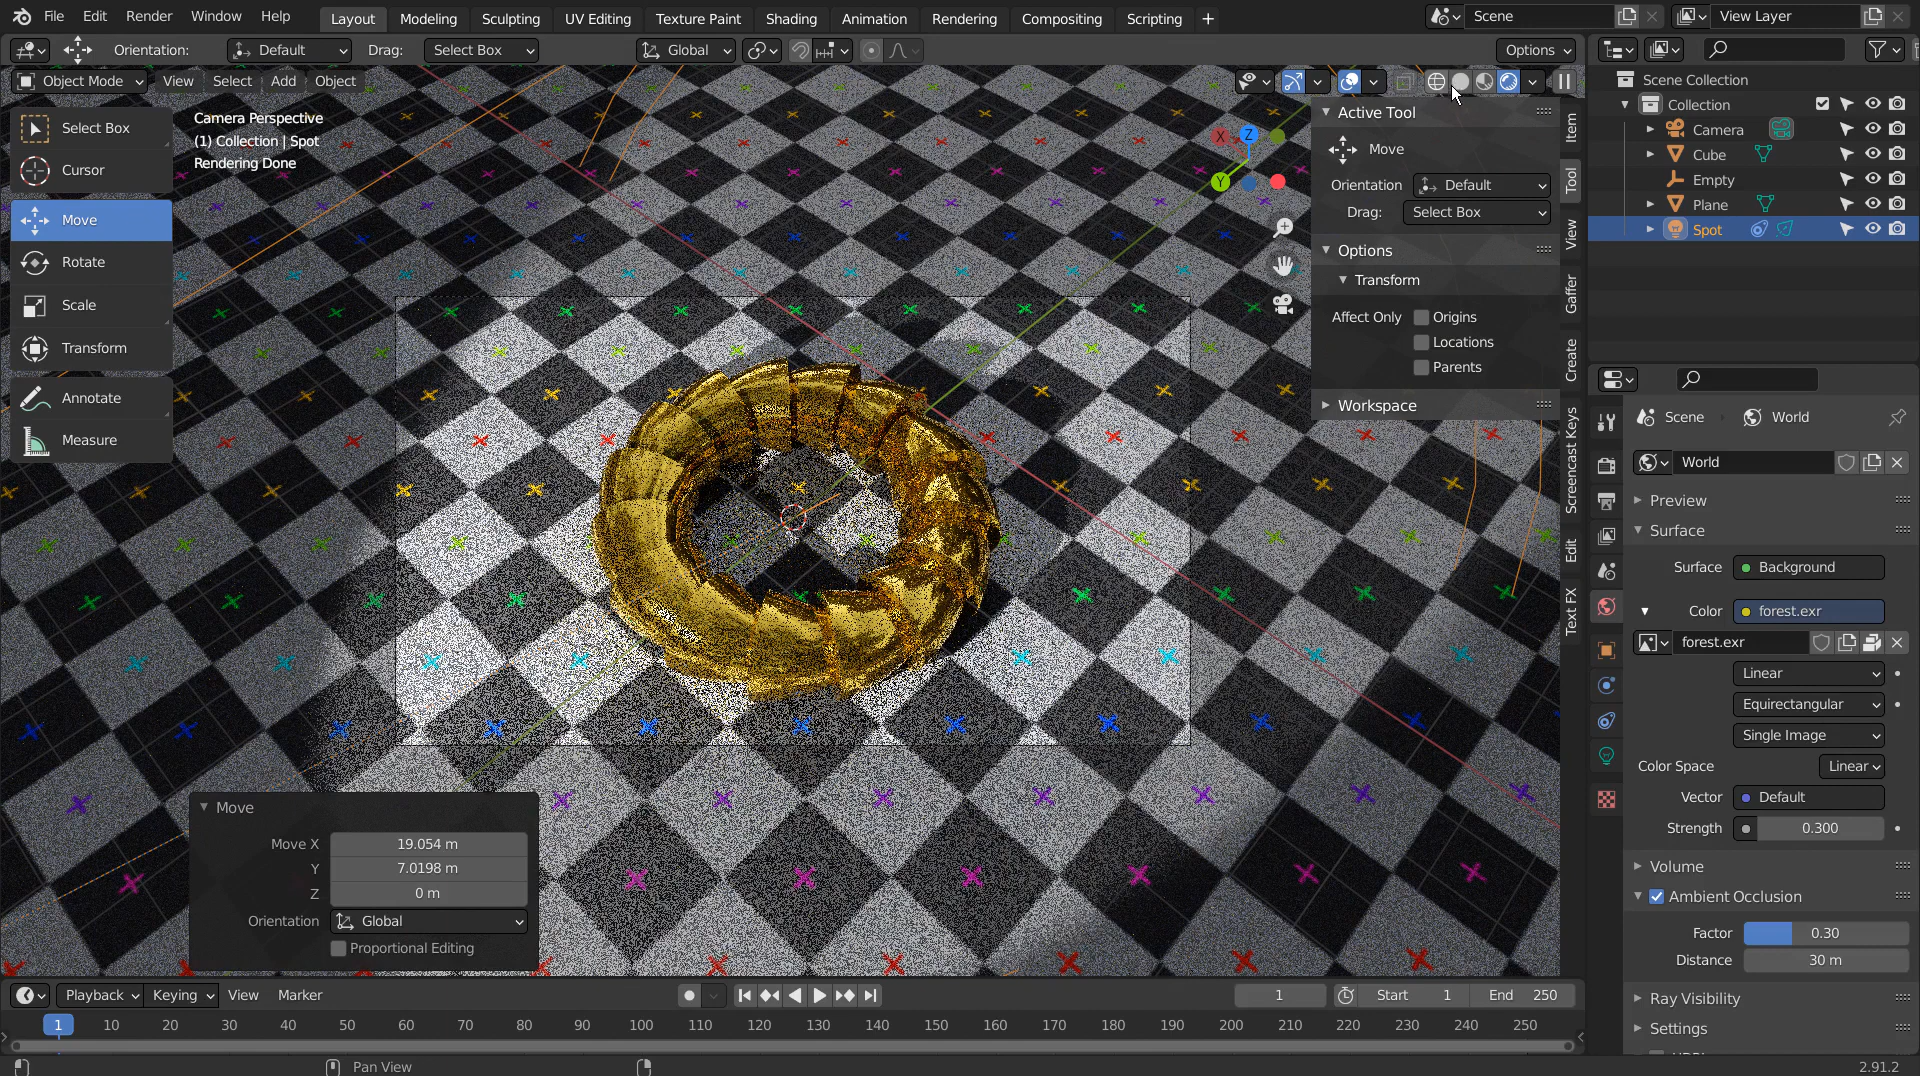 File Edit Render Window Help Layout Modeling Sculpting UV Editing Texture Paint Shading Animation Rendering Compositing Scripting + Scene View Layer
Orientation: Default Drag: Select Box Global Options
Object Mode View Select Add Object
Camera Perspective
(1) Collection | Spot
Rendering Done
Select Box
Cursor
Move
Rotate
Scale
Transform
Annotate
Measure
X
Z
Y
Active Tool
Move
Orientation Default
Drag: Select Box
Options
Transform
Affect Only Origins
Locations
Parents
Workspace
Item
Tool
View
Gaffer
Create
Screencast Keys
Edit
Text FX
Move
Move X 19.054 m
Y 7.0198 m
Z 0 m
Orientation Global
Proportional Editing
Scene Collection
Collection
Camera
Cube
Empty
Plane
Spot
Scene World
World
Preview
Surface
Surface Background
Color forest.exr
forest.exr
Linear
Equirectangular
Single Image
Color Space Linear
Vector Default
Strength 0.300
Volume
Ambient Occlusion
Factor 0.30
Distance 30 m
Ray Visibility
Settings
Playback Keying View Marker 1 Start 1 End 250
1 10 20 30 40 50 60 70 80 90 100 110 120 130 140 150 160 170 180 190 200 210 220 230 240 250
Pan View 2.91.2